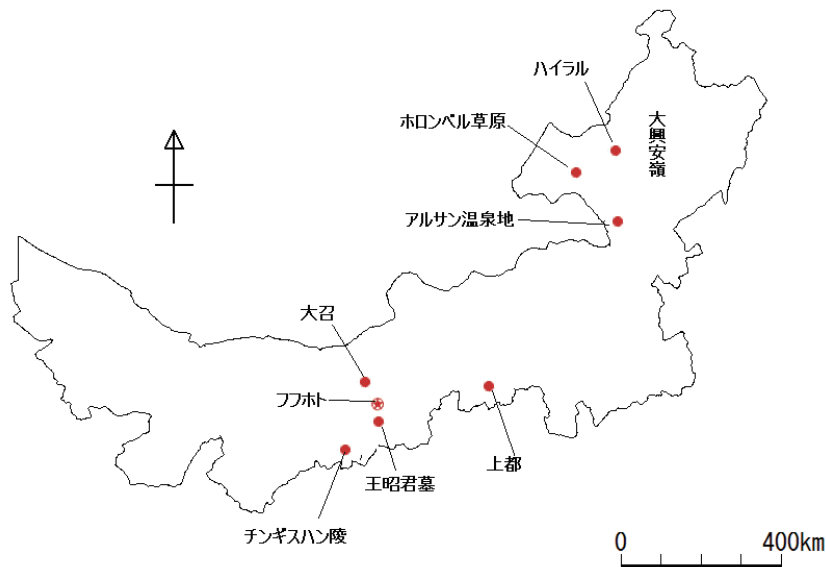 ハイラル
ホロンベル草原
大興安嶺
アルサン温泉地
大召
フフホト
上都
王昭君墓
チンギスハン陵
0
400km